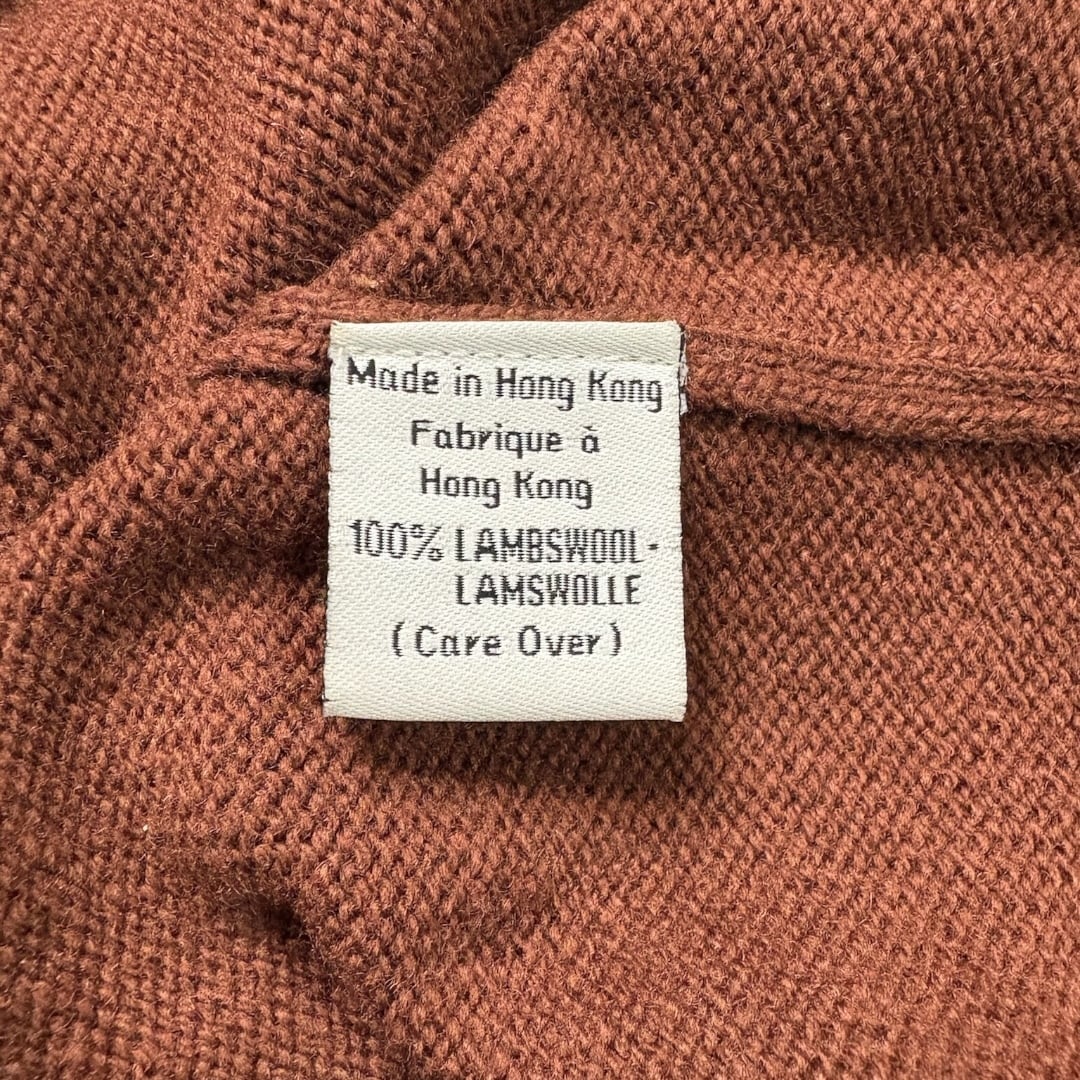 Made in Hong Kong
Fabrique à
Hong Kong
100% LAMBSWOOL·
LAMSWOLLE
(Care Over)